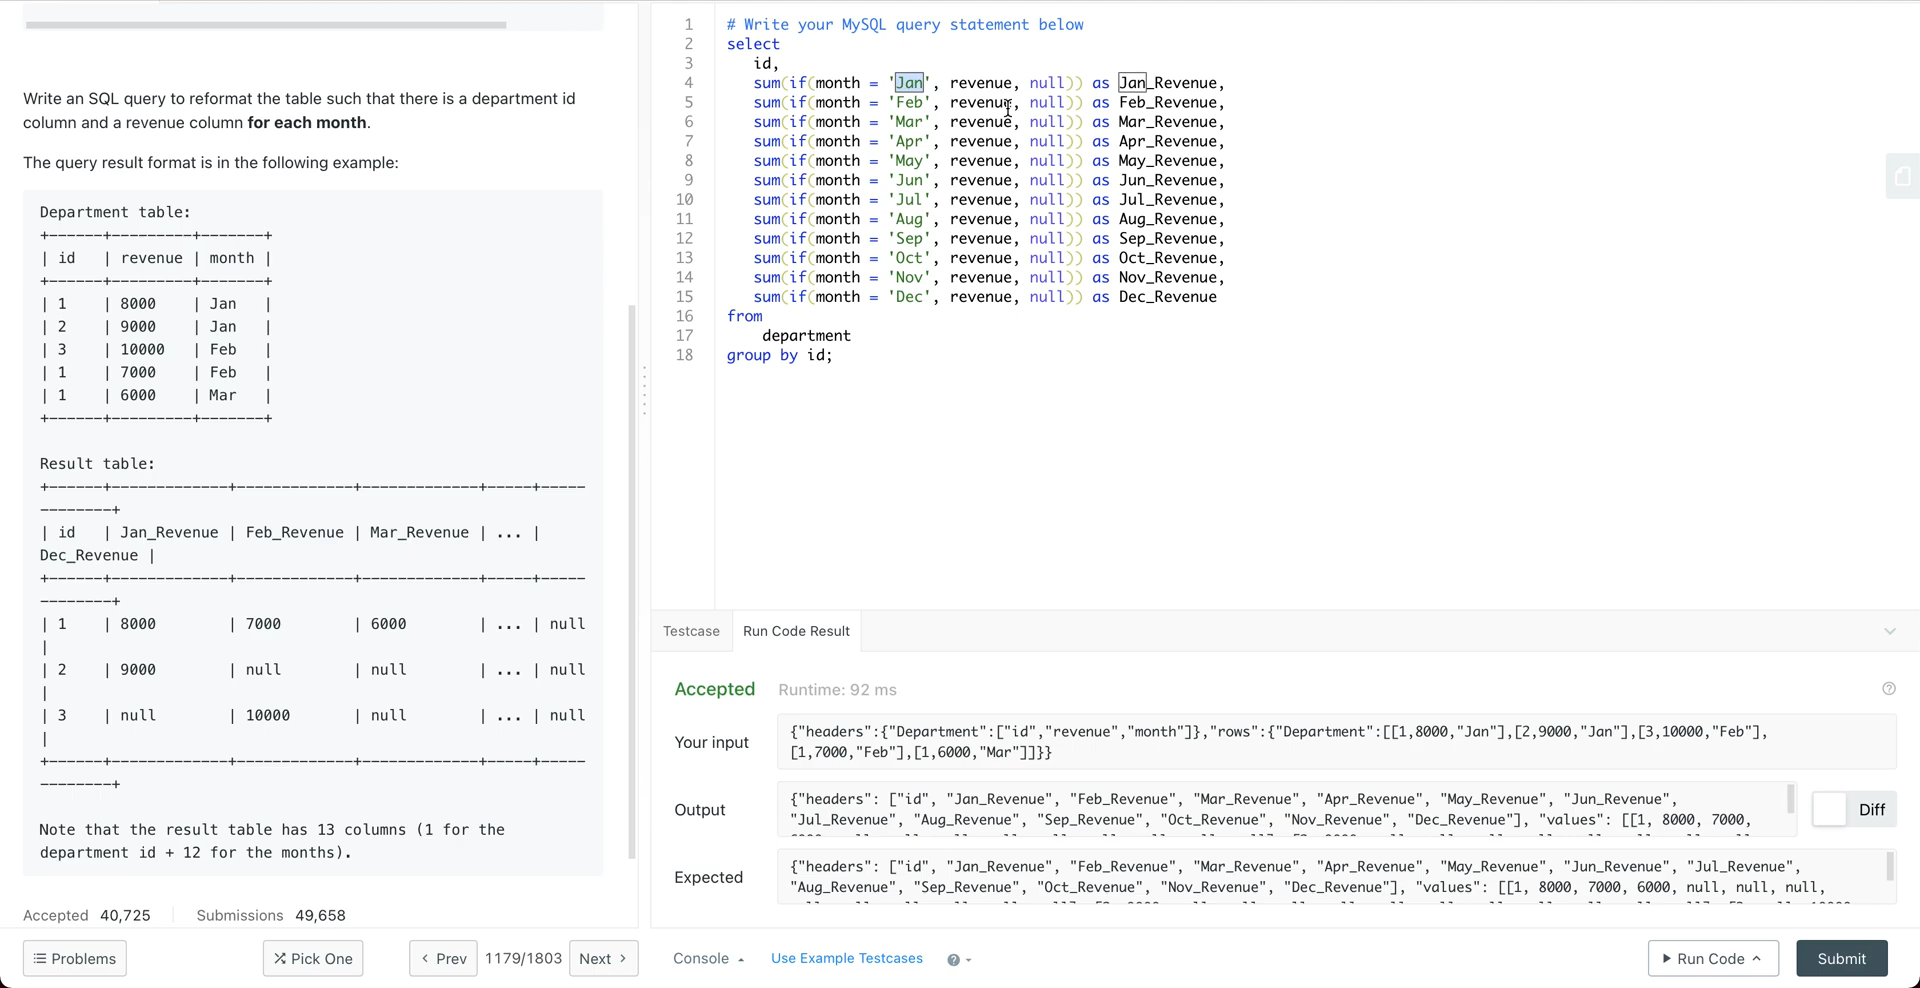 Write an SQL query to reformat the table such that there is a department id
column and a revenue column for each month.
The query result format is in the following example:
Department table:
+------+---------+-------+
| id   | revenue | month |
+------+---------+-------+
| 1    | 8000    | Jan   |
| 2    | 9000    | Jan   |
| 3    | 10000   | Feb   |
| 1    | 7000    | Feb   |
| 1    | 6000    | Mar   |
+------+---------+-------+
Result table:
+------+-------------+-------------+-------------+-----+-----
--------+
| id   | Jan_Revenue | Feb_Revenue | Mar_Revenue | ... |
Dec_Revenue |
+------+-------------+-------------+-------------+-----+-----
--------+
| 1    | 8000        | 7000        | 6000        | ... | null
|
| 2    | 9000        | null        | null        | ... | null
|
| 3    | null        | 10000       | null        | ... | null
|
+------+-------------+-------------+-------------+-----+-----
--------+
Note that the result table has 13 columns (1 for the
department id + 12 for the months).
Accepted 40,725 Submissions 49,658
Problems Pick One Prev 1179/1803 Next
1 # Write your MySQL query statement below
2 select
3 id,
4 sum(if(month = 'Jan', revenue, null)) as Jan_Revenue,
5 sum(if(month = 'Feb', revenue, null)) as Feb_Revenue,
6 sum(if(month = 'Mar', revenue, null)) as Mar_Revenue,
7 sum(if(month = 'Apr', revenue, null)) as Apr_Revenue,
8 sum(if(month = 'May', revenue, null)) as May_Revenue,
9 sum(if(month = 'Jun', revenue, null)) as Jun_Revenue,
10 sum(if(month = 'Jul', revenue, null)) as Jul_Revenue,
11 sum(if(month = 'Aug', revenue, null)) as Aug_Revenue,
12 sum(if(month = 'Sep', revenue, null)) as Sep_Revenue,
13 sum(if(month = 'Oct', revenue, null)) as Oct_Revenue,
14 sum(if(month = 'Nov', revenue, null)) as Nov_Revenue,
15 sum(if(month = 'Dec', revenue, null)) as Dec_Revenue
16 from
17 department
18 group by id;
Testcase Run Code Result
Accepted Runtime: 92 ms
Your input
{"headers":{"Department":["id","revenue","month"]},"rows":{"Department":[[1,8000,"Jan"],[2,9000,"Jan"],[3,10000,"Feb"],
[1,7000,"Feb"],[1,6000,"Mar"]]}}
Output
{"headers": ["id", "Jan_Revenue", "Feb_Revenue", "Mar_Revenue", "Apr_Revenue", "May_Revenue", "Jun_Revenue",
"Jul_Revenue", "Aug_Revenue", "Sep_Revenue", "Oct_Revenue", "Nov_Revenue", "Dec_Revenue"], "values": [[1, 8000, 7000,
Diff
Expected
{"headers": ["id", "Jan_Revenue", "Feb_Revenue", "Mar_Revenue", "Apr_Revenue", "May_Revenue", "Jun_Revenue", "Jul_Revenue",
"Aug_Revenue", "Sep_Revenue", "Oct_Revenue", "Nov_Revenue", "Dec_Revenue"], "values": [[1, 8000, 7000, 6000, null, null, null,
Console Use Example Testcases Run Code Submit